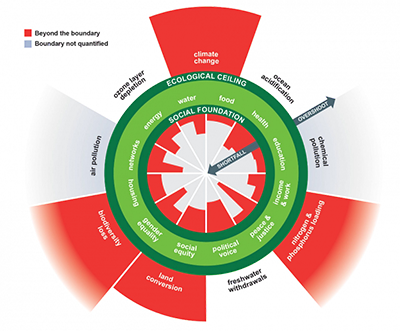 Beyond the boundary
Boundary not quantified
climate
change
ozone layer
depletion
ocean
acidification
ECOLOGICAL CEILING
OVERSHOOT
water
food
energy
health
SOCIAL FOUNDATION
SHORTFALL
networks
education
air pollution
chemical
pollution
housing
income
& work
gender
equality
peace &
justice
social
equity
political
voice
biodiversity
loss
nitrogen &
phosphorus loading
land
conversion
freshwater
withdrawals